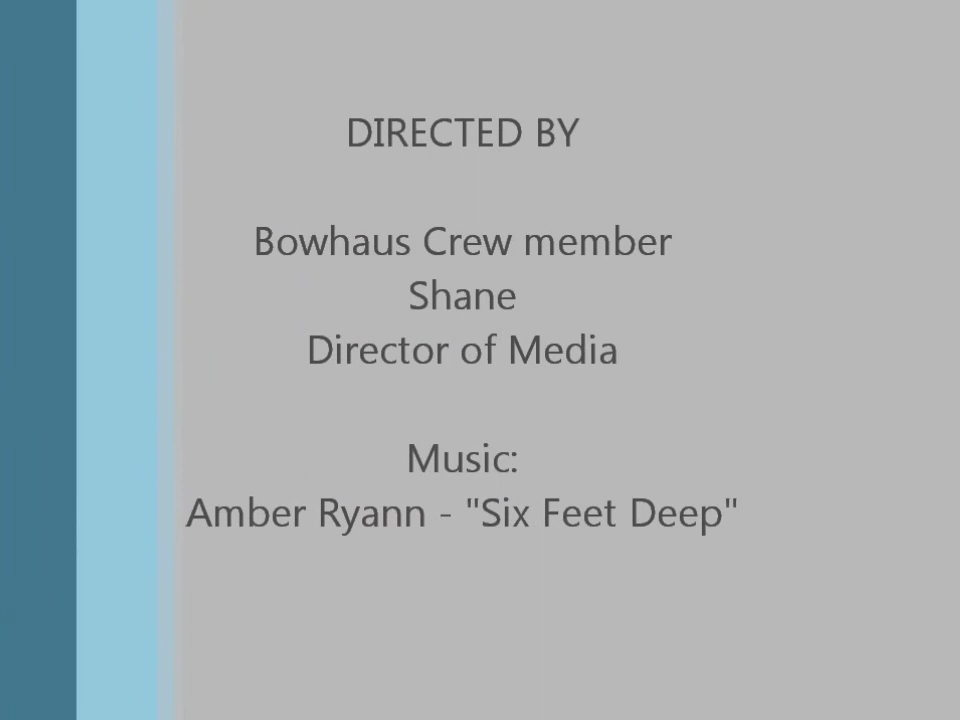 DIRECTED BY
Bowhaus Crew member
Shane
Director of Media
Music:
Amber Ryann - "Six Feet Deep"